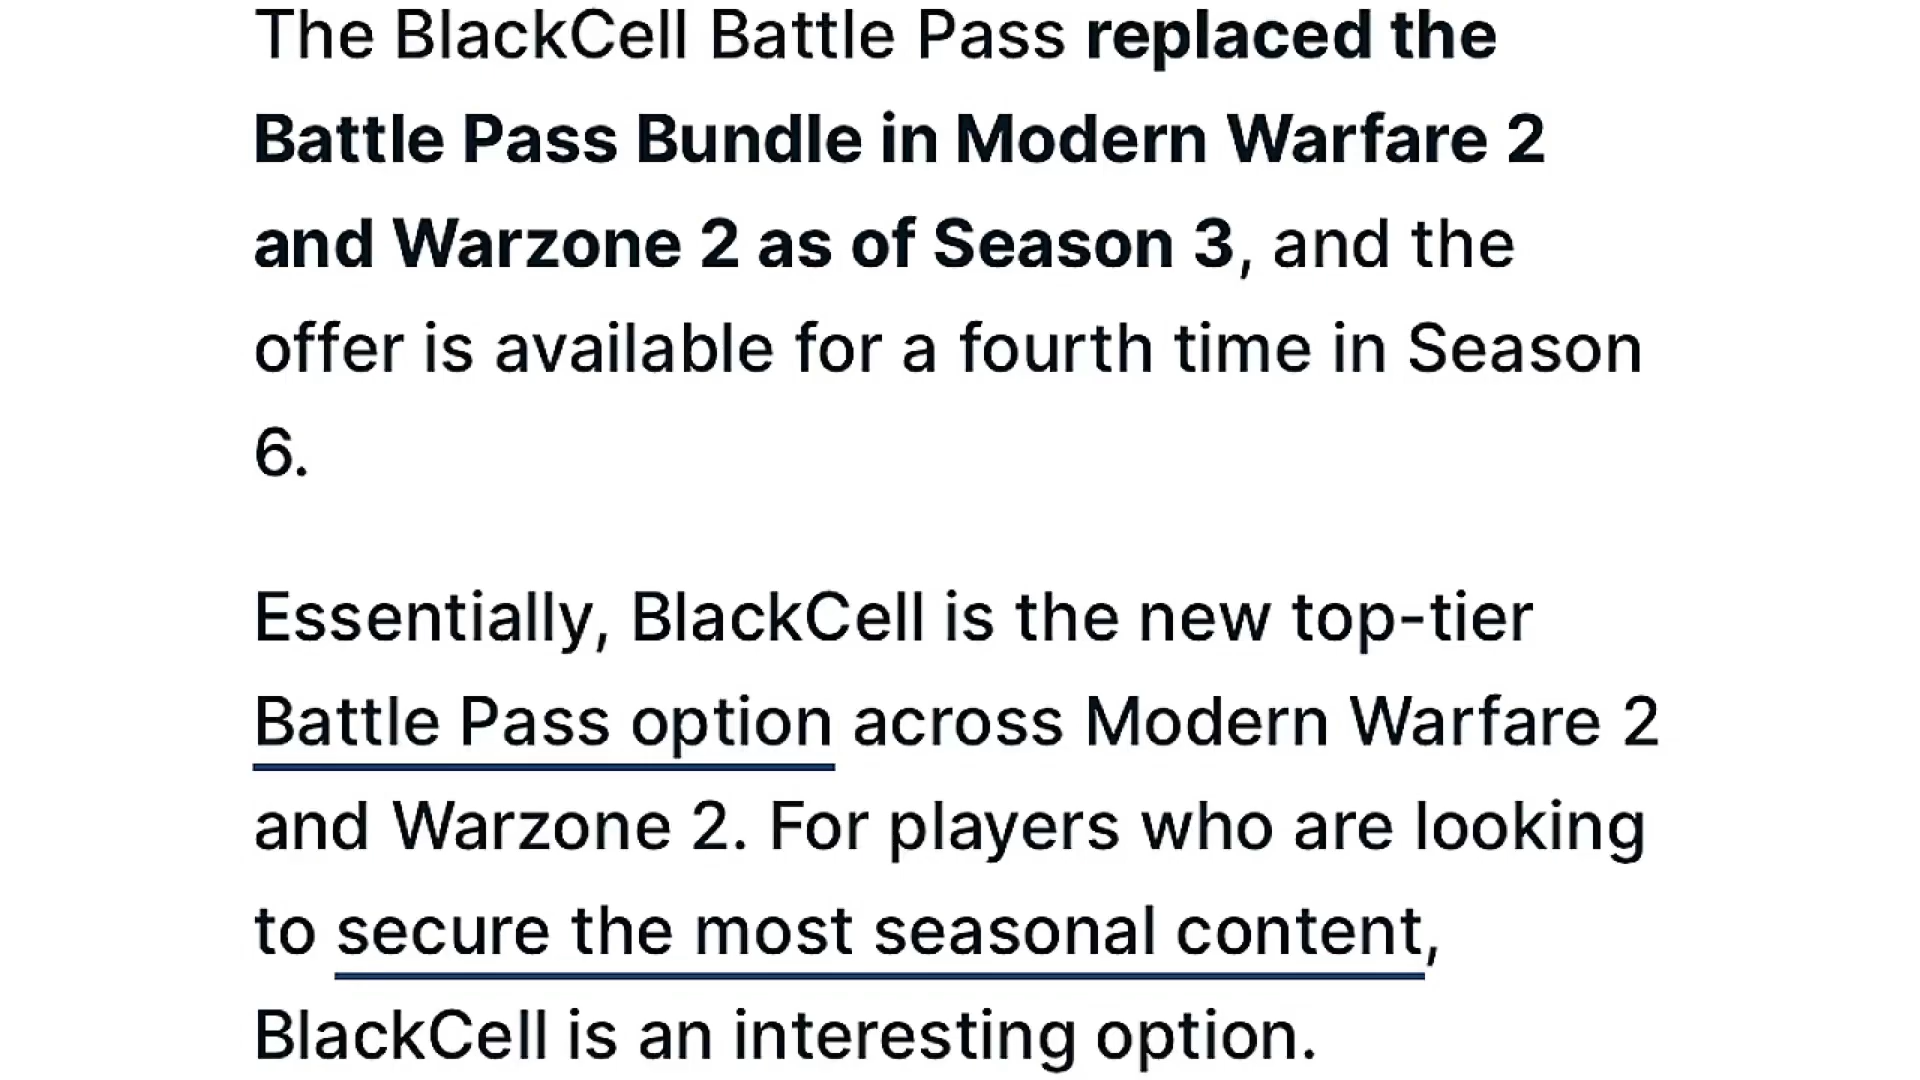 The BlackCell Battle Pass replaced the
Battle Pass Bundle in Modern Warfare 2
and Warzone 2 as of Season 3, and the
offer is available for a fourth time in Season
6.
Essentially, BlackCell is the new top-tier
Battle Pass option across Modern Warfare 2
and Warzone 2. For players who are looking
to secure the most seasonal content,
BlackCell is an interesting option.